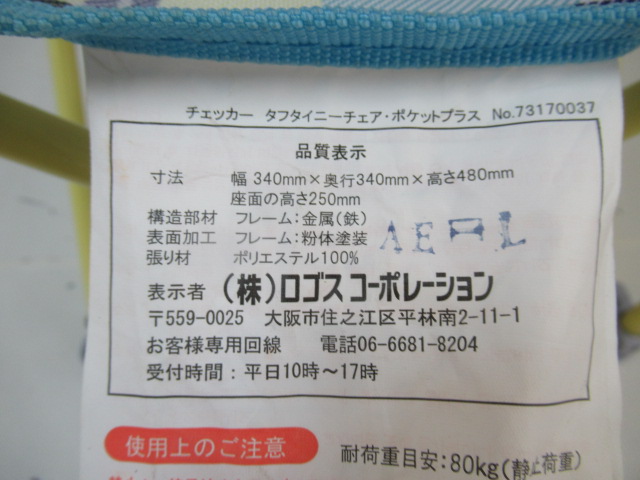 チェッカー タフタイニーチェア・ポケットプラス No.73170037
品質表示
寸法 幅 340mm×奥行340mm×高さ480mm
座面の高さ250mm
構造部材 フレーム:金属(鉄)
表面加工 フレーム:粉体塗装
張り材 ポリエステル100%
表示者 (株)ロゴス コーポレーション
〒559-0025 大阪市住之江区平林南2-11-1
お客様専用回線 電話06-6681-8204
受付時間:平日10時〜17時
使用上のご注意 耐荷重目安:80kg(静止荷重)